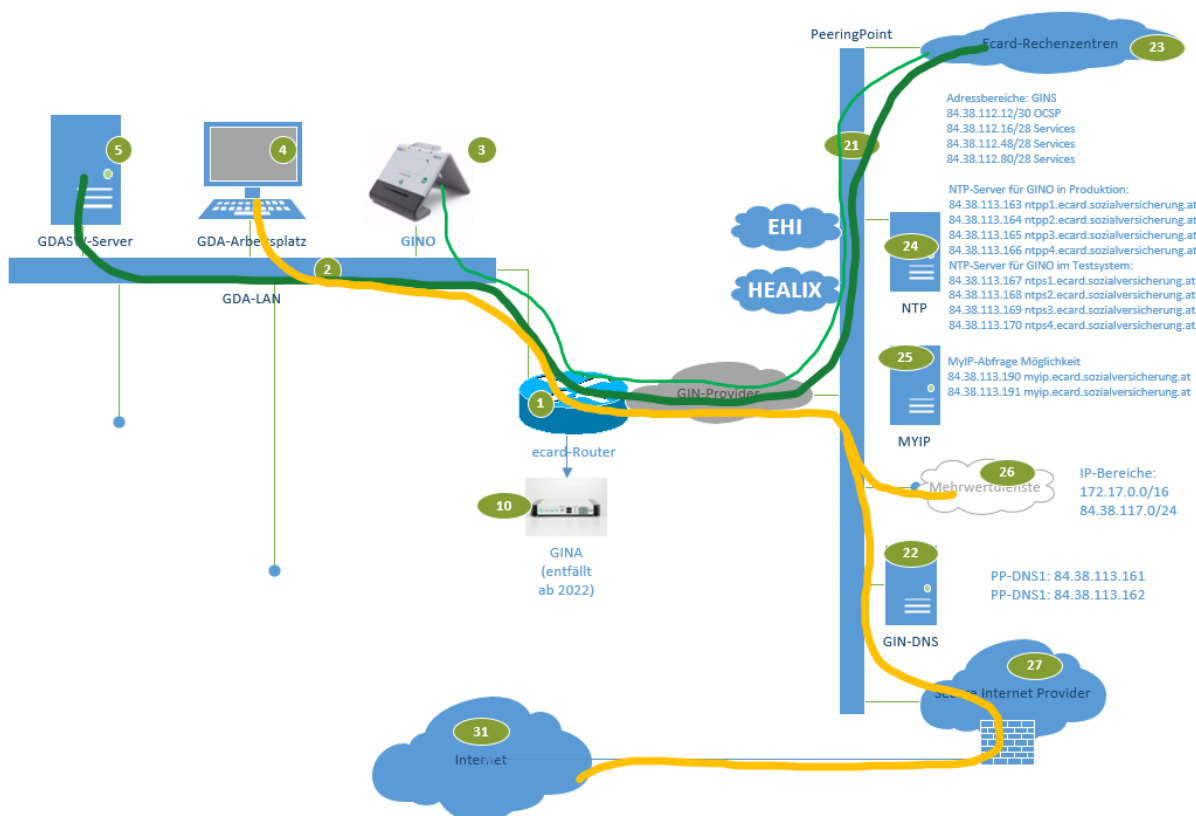 PeeringPoint
Ecard-Rechenzentren
23
Adressbereiche: GINS
84.38.112.12/30 OCSP
84.38.112.16/28 Services
84.38.112.48/28 Services
84.38.112.80/28 Services
5
4
3
21
GDASW-Server
GDA-Arbeitsplatz
GINO
2
GDA-LAN
EHI
HEALIX
24
NTP
NTP-Server für GINO in Produktion:
84.38.113.163 ntpp1.ecard.sozialversicherung.at
84.38.113.164 ntpp2.ecard.sozialversicherung.at
84.38.113.165 ntpp3.ecard.sozialversicherung.at
84.38.113.166 ntpp4.ecard.sozialversicherung.at
NTP-Server für GINO im Testsystem:
84.38.113.167 ntps1.ecard.sozialversicherung.at
84.38.113.168 ntps2.ecard.sozialversicherung.at
84.38.113.169 ntps3.ecard.sozialversicherung.at
84.38.113.170 ntps4.ecard.sozialversicherung.at
25
MYIP
MyIP-Abfrage Möglichkeit
84.38.113.190 myip.ecard.sozialversicherung.at
84.38.113.191 myip.ecard.sozialversicherung.at
1
GIN-Provider
ecard-Router
10
GINA
(entfällt
ab 2022)
26
Mehrwertdienste
IP-Bereiche:
172.17.0.0/16
84.38.117.0/24
22
GIN-DNS
PP-DNS1: 84.38.113.161
PP-DNS1: 84.38.113.162
27
Secure Internet Provider
31
Internet